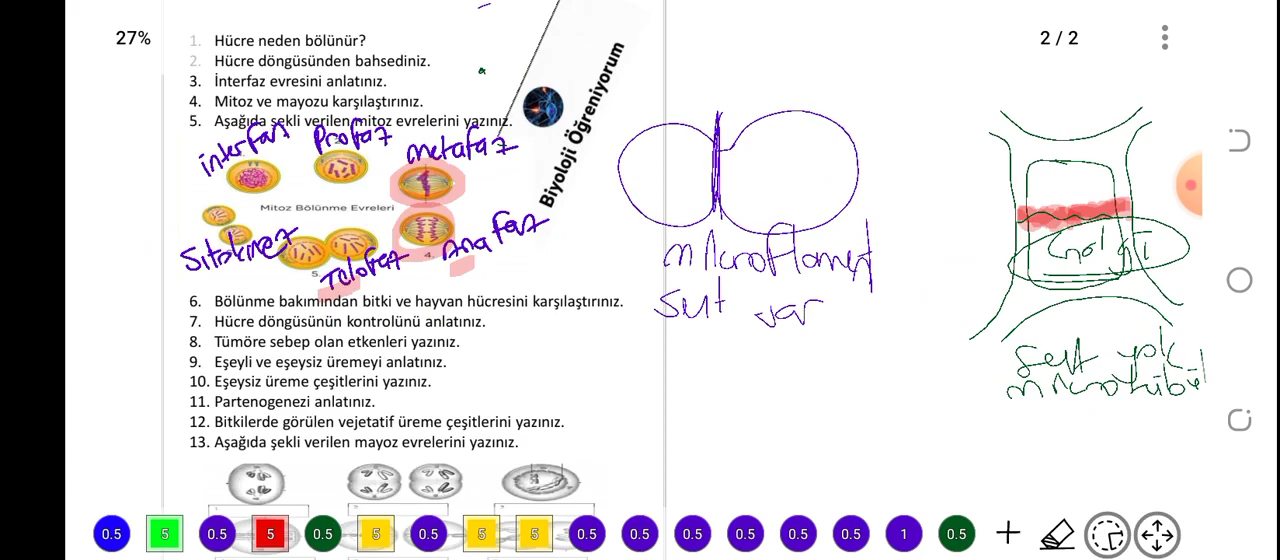 27%
2 / 2
1. Hücre neden bölünür?
2. Hücre döngüsünden bahsediniz.
3. İnterfaz evresini anlatınız.
4. Mitoz ve mayozu karşılaştırınız.
5. Aşağıda şekli verilen mitoz evrelerini yazınız.
Biyoloji Öğreniyorum
interfaz
Profaz
metafaz
Mitoz Bölünme Evreleri
Sitokinez
5.
Telofaz
4.
Anafaz
microflament
sent var
Golgi
sent yok
microtübül
6. Bölünme bakımından bitki ve hayvan hücresini karşılaştırınız.
7. Hücre döngüsünün kontrolünü anlatınız.
8. Tümöre sebep olan etkenleri yazınız.
9. Eşeyli ve eşeysiz üremeyi anlatınız.
10. Eşeysiz üreme çeşitlerini yazınız.
11. Partenogenezi anlatınız.
12. Bitkilerde görülen vejetatif üreme çeşitlerini yazınız.
13. Aşağıda şekli verilen mayoz evrelerini yazınız.
0.5 5 0.5 5 0.5 5 0.5 5 5 0.5 0.5 0.5 0.5 0.5 0.5 1 0.5